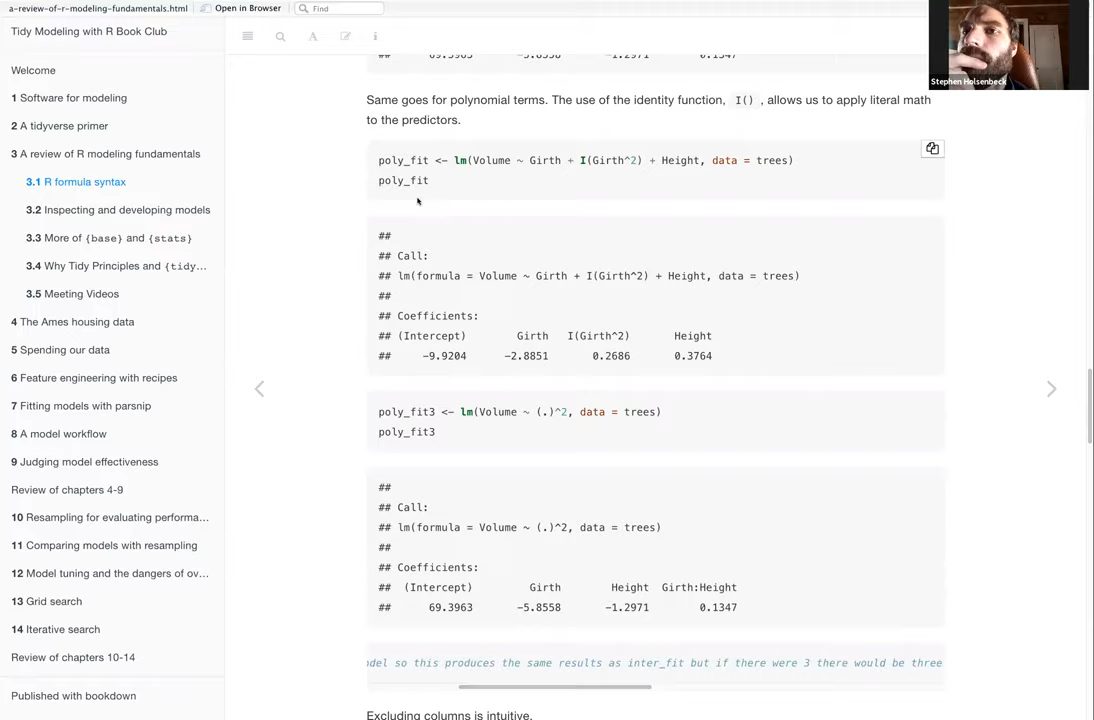 a-review-of-r-modeling-fundamentals.html
Open in Browser
Find
Tidy Modeling with R Book Club
Welcome
1 Software for modeling
2 A tidyverse primer
3 A review of R modeling fundamentals
3.1 R formula syntax
3.2 Inspecting and developing models
3.3 More of {base} and {stats}
3.4 Why Tidy Principles and {tidy…
3.5 Meeting Videos
4 The Ames housing data
5 Spending our data
6 Feature engineering with recipes
7 Fitting models with parsnip
8 A model workflow
9 Judging model effectiveness
Review of chapters 4-9
10 Resampling for evaluating performa…
11 Comparing models with resampling
12 Model tuning and the dangers of ov…
13 Grid search
14 Iterative search
Review of chapters 10-14
Published with bookdown
Stephen Holsenbeck
## 69.3963 -5.8558 -1.2971 0.1347
Same goes for polynomial terms. The use of the identity function, I() , allows us to apply literal math
to the predictors.
poly_fit <- lm(Volume ~ Girth + I(Girth^2) + Height, data = trees)
poly_fit
##
## Call:
## lm(formula = Volume ~ Girth + I(Girth^2) + Height, data = trees)
##
## Coefficients:
## (Intercept) Girth I(Girth^2) Height
## -9.9204 -2.8851 0.2686 0.3764
poly_fit3 <- lm(Volume ~ (.)^2, data = trees)
poly_fit3
##
## Call:
## lm(formula = Volume ~ (.)^2, data = trees)
##
## Coefficients:
## (Intercept) Girth Height Girth:Height
## 69.3963 -5.8558 -1.2971 0.1347
odel so this produces the same results as inter_fit but if there were 3 there would be three
Excluding columns is intuitive.